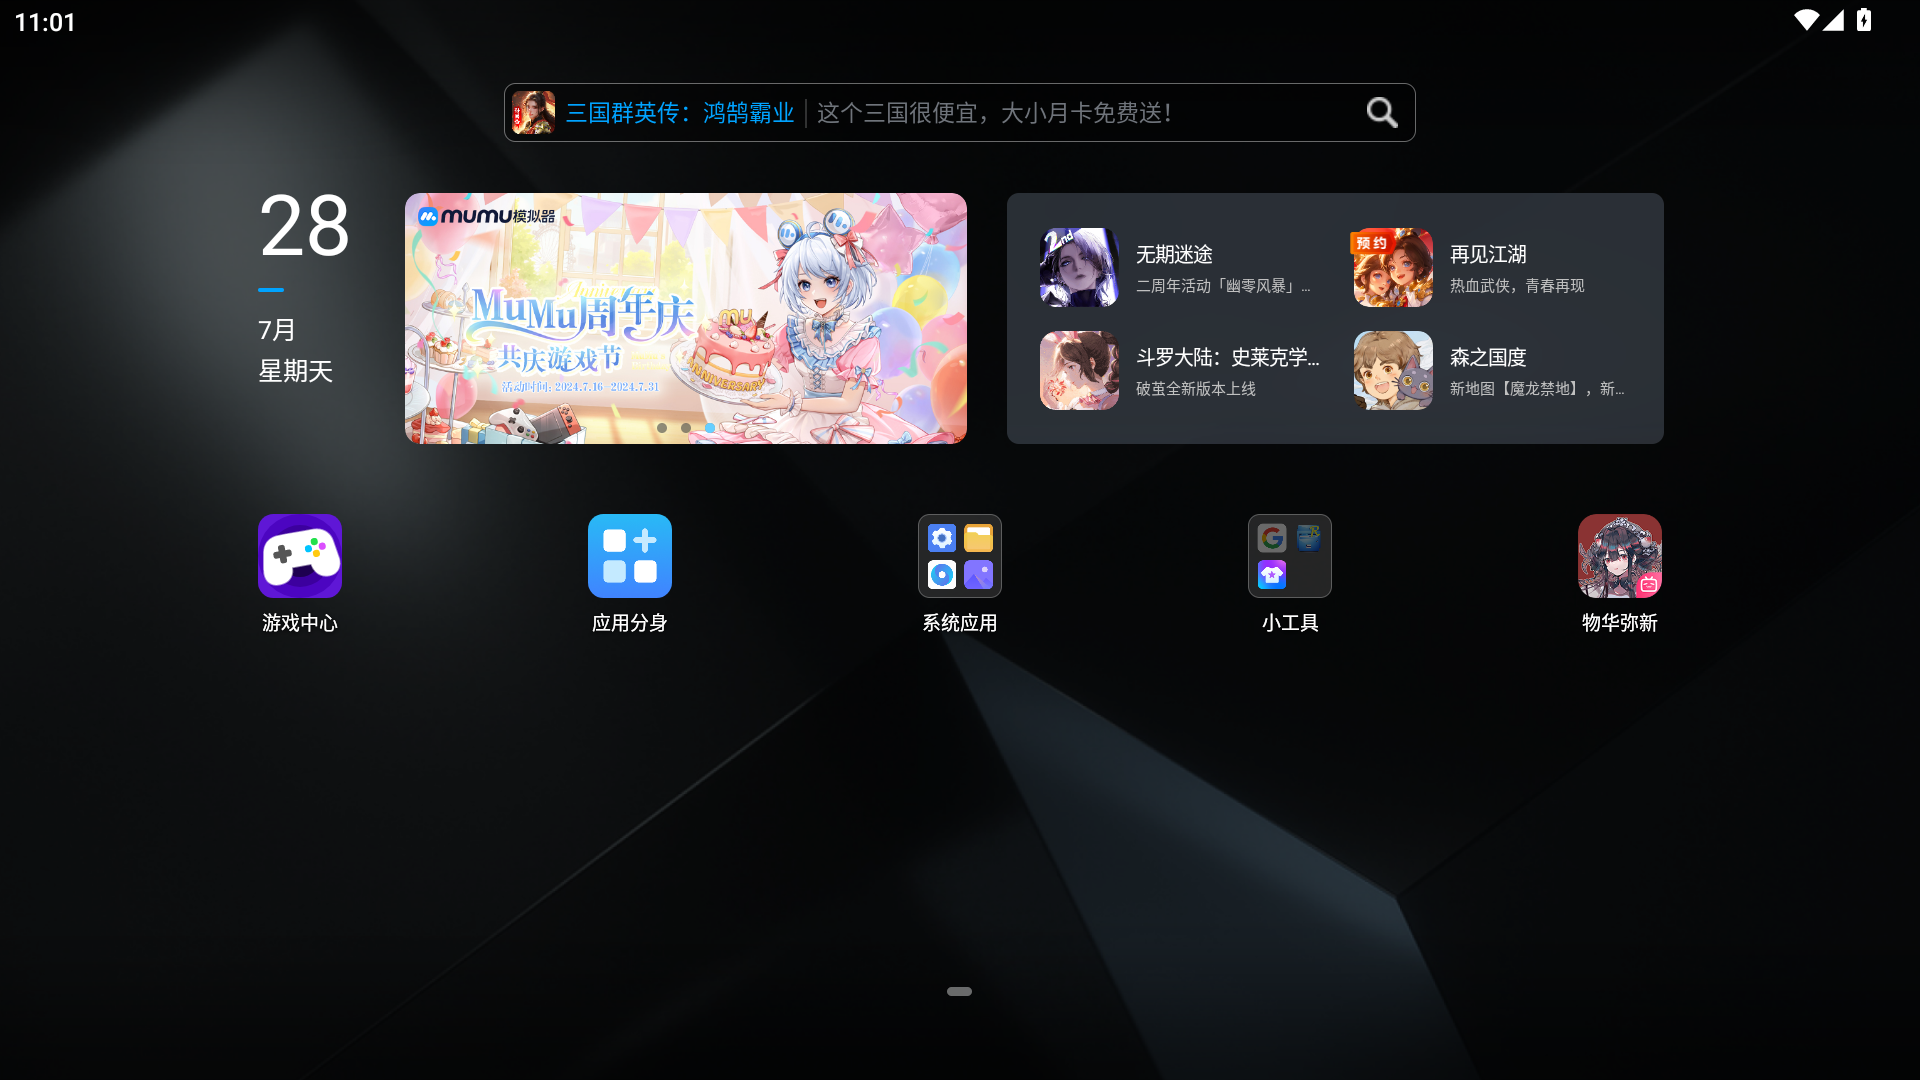 11:01
三国群英传：鸿鹄霸业 这个三国很便宜，大小月卡免费送！
28
7月
星期天
mumu模拟器
MuMu周年庆
共庆游戏节
活动时间：2024.7.16-2024.7.31
mu
ANNIVERSARY
2nd
无期迷途
二周年活动「幽零风暴」...
预约
再见江湖
热血武侠，青春再现
斗罗大陆：史莱克学...
破茧全新版本上线
森之国度
新地图【魔龙禁地】，新...
游戏中心
应用分身
系统应用
小工具
物华弥新